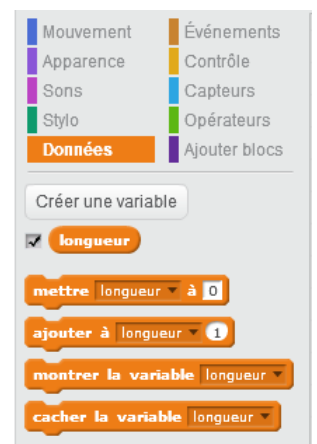 Mouvement Événements
Apparence Contrôle
Sons Capteurs
Stylo Opérateurs
Données Ajouter blocs
Créer une variable
longueur
mettre longueur à 0
ajouter à longueur 1
montrer la variable longueur
cacher la variable longueur